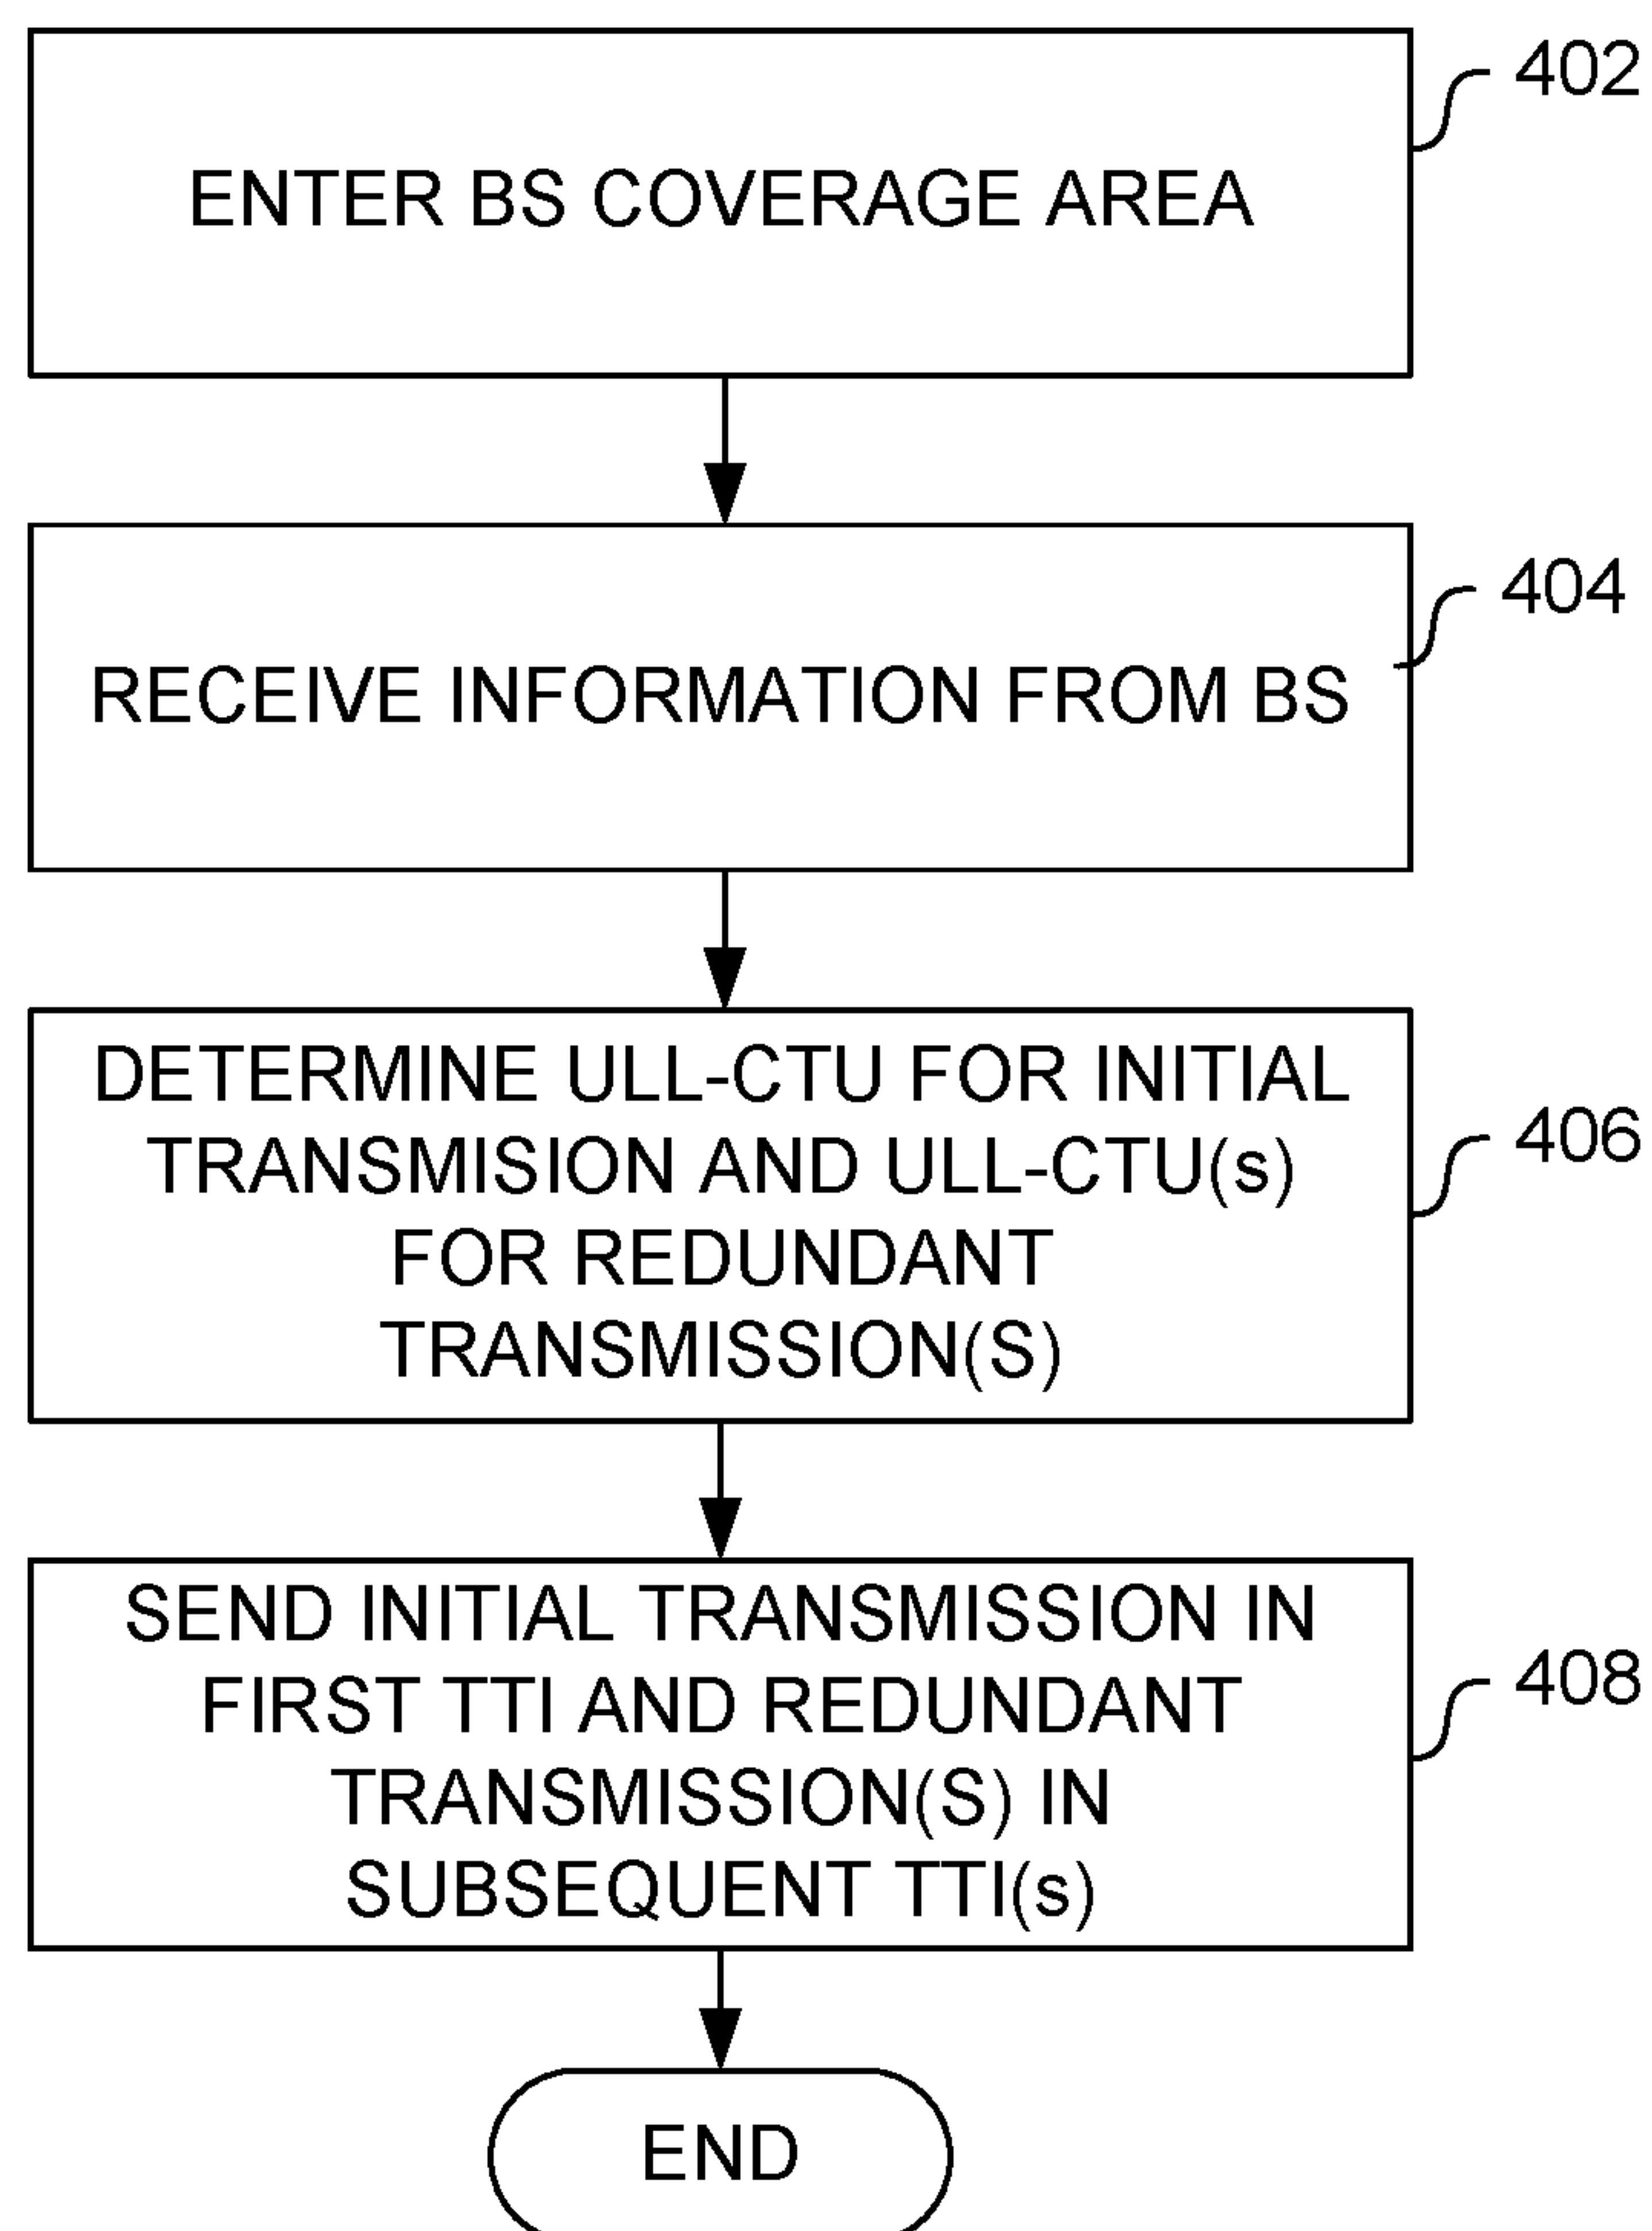 402
ENTER BS COVERAGE AREA
404
RECEIVE INFORMATION FROM BS
DETERMINE ULL-CTU FOR INITIAL
TRANSMISION AND ULL-CTU(s)
FOR REDUNDANT
TRANSMISSION(S)
406
SEND INITIAL TRANSMISSION IN
FIRST TTI AND REDUNDANT
TRANSMISSION(S) IN
SUBSEQUENT TTI(s)
408
END